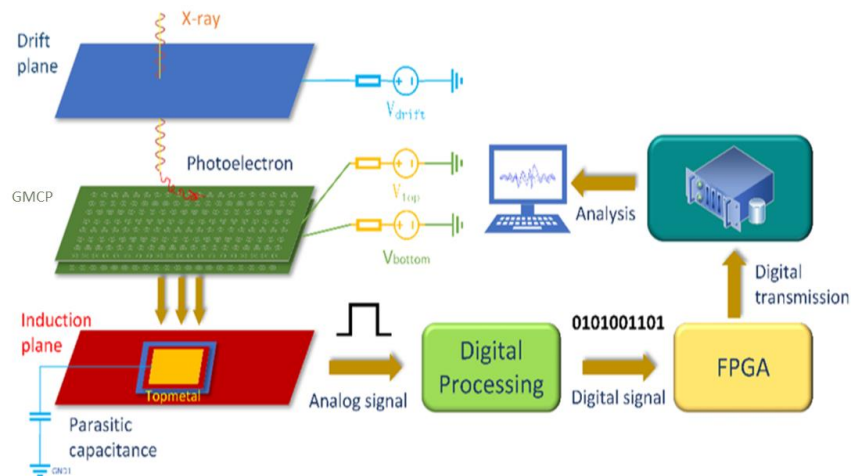 X-ray
Drift
plane
Vdrift
Photoelectron
GMCP
VTop
Vbottom
Analysis
Digital
transmission
Induction
plane
Topmetal
Parasitic
capacitance
GND1
Analog signal
Digital
Processing
0101001101
Digital signal
FPGA